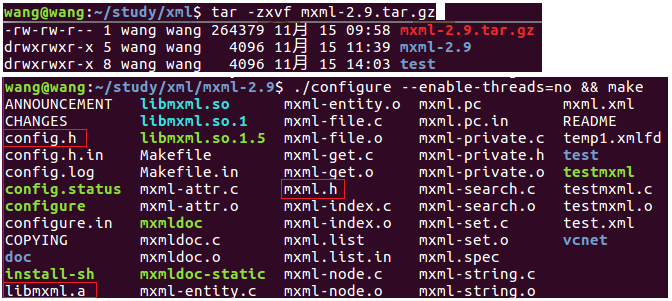 wang@wang:~/study/xml$ tar -zxvf mxml-2.9.tar.gz
-rw-rw-r-- 1 wang wang 264379 11月 15 09:58 mxml-2.9.tar.gz
drwxrwxr-x 5 wang wang 4096 11月 15 11:39 mxml-2.9
drwxrwxr-x 8 wang wang 4096 11月 15 14:03 test
wang@wang:~/study/xml/mxml-2.9$ ./configure --enable-threads=no && make
ANNOUNCEMENT libmxml.so mxml-entity.o mxml.pc mxml.xml
CHANGES libmxml.so.1 mxml-file.c mxml.pc.in README
config.h libmxml.so.1.5 mxml-file.o mxml-private.c temp1.xmlfd
config.h.in Makefile mxml-get.c mxml-private.h test
config.log Makefile.in mxml-get.o mxml-private.o testmxml
config.status mxml-attr.c mxml.h mxml-search.c testmxml.c
configure mxml-attr.o mxml-index.c mxml-search.o test.xml
configure.in mxmldoc mxml-index.o mxml-set.c vcnet
COPYING mxmldoc.c mxml.list mxml-set.o
doc mxmldoc.o mxml.list.in mxml.spec
install-sh mxmldoc-static mxml-node.c mxml-string.c
libmxml.a mxml-entity.c mxml-node.o mxml-string.o